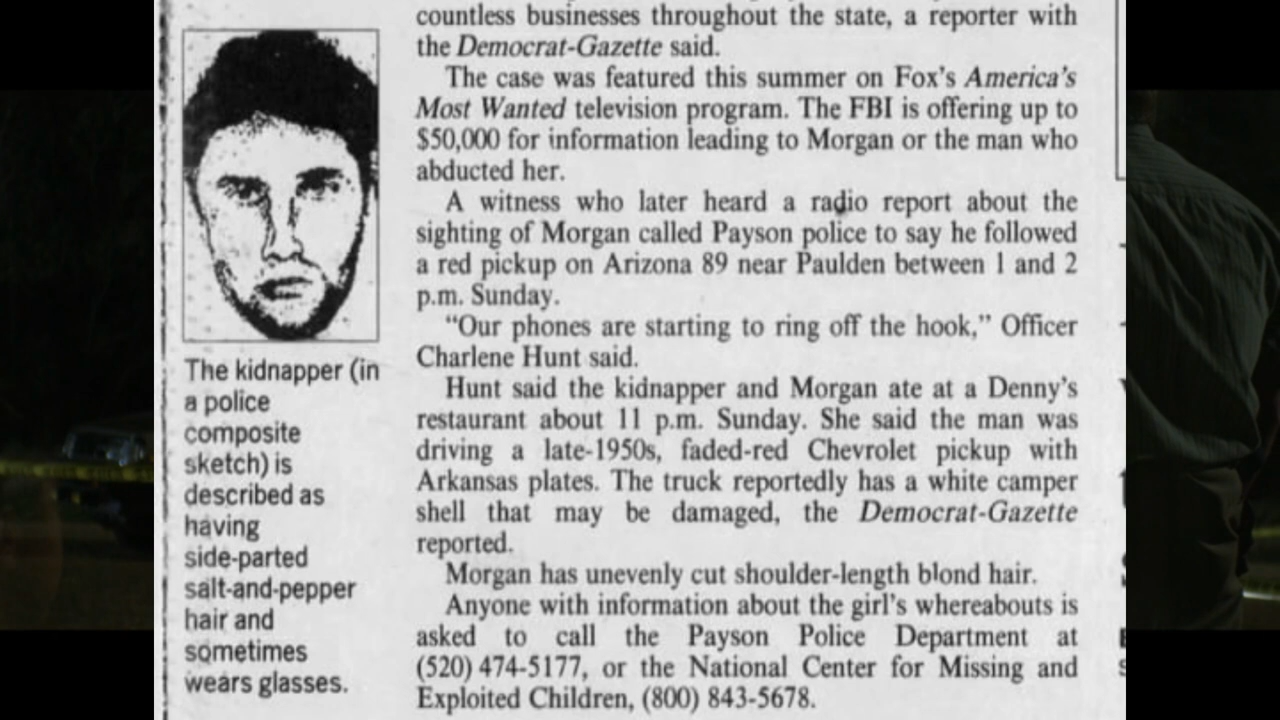 countless businesses throughout the state, a reporter with
the Democrat-Gazette said.
The case was featured this summer on Fox's America's
Most Wanted television program. The FBI is offering up to
$50,000 for information leading to Morgan or the man who
abducted her.
A witness who later heard a radio report about the
sighting of Morgan called Payson police to say he followed
a red pickup on Arizona 89 near Paulden between 1 and 2
p.m. Sunday.
"Our phones are starting to ring off the hook," Officer
Charlene Hunt said.
Hunt said the kidnapper and Morgan ate at a Denny's
restaurant about 11 p.m. Sunday. She said the man was
driving a late-1950s, faded-red Chevrolet pickup with
Arkansas plates. The truck reportedly has a white camper
shell that may be damaged, the Democrat-Gazette
reported.
Morgan has unevenly cut shoulder-length blond hair.
Anyone with information about the girl's whereabouts is
asked to call the Payson Police Department at
(520) 474-5177, or the National Center for Missing and
Exploited Children, (800) 843-5678.
The kidnapper (in
a police
composite
sketch) is
described as
having
side-parted
salt-and-pepper
hair and
sometimes
wears glasses.